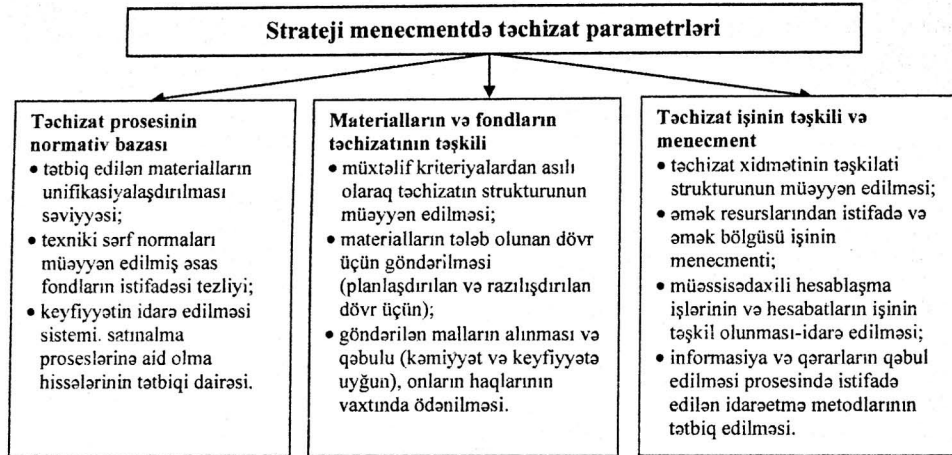 Strateji menecmentdə təchizat parametrləri
Təchizat prosesinin
normativ bazası
• tətbiq edilən materialların
unifikasiyalaşdırılması
səviyyəsi;
• texniki sərf normaları
müəyyən edilmiş əsas
fondların istifadəsi tezliyi;
• keyfiyyətin idarə edilməsi
sistemi. satınalma
proseslərinə aid olma
hissələrinin tətbiqi dairəsi.
Materialların və fondların
təchizatının təşkili
• müxtəlif kriteriyalardan asılı
olaraq təchizatın strukturunun
müəyyən edilməsi;
• materialların tələb olunan dövr
üçün göndərilməsi
(planlaşdırılan və razılışdırılan
dövr üçün);
• göndərilən malların alınması və
qəbulu (kəmiyyət və keyfiyyətə
uyğun), onların haqlarının
vaxtında ödənilməsi.
Təchizat işinin təşkili və
menecment
• təchizat xidmətinin təşkilati
strukturunun müəyyən edilməsi;
• əmək resurslarından istifadə və
əmək bölgüsü işinin
menecmenti;
• müəssisədaxili hesablaşma
işlərinin və hesabatların işinin
təşkil olunması-idarə edilməsi;
• informasiya və qərarların qəbul
edilməsi prosesində istifadə
edilən idarəetmə metodlarının
tətbiq edilməsi.